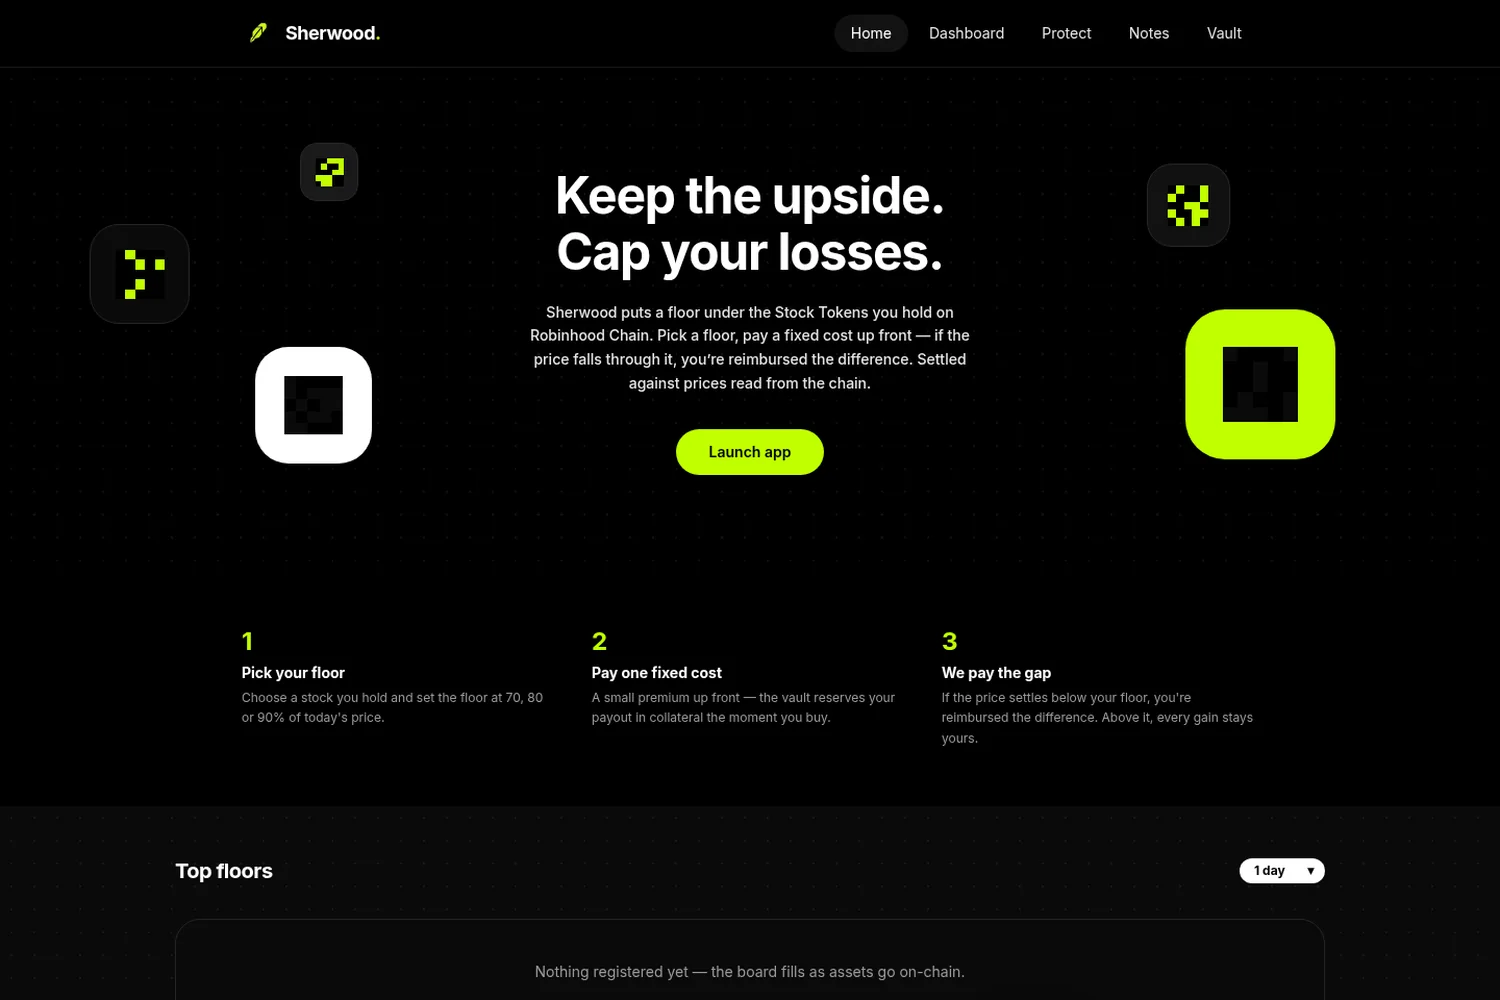 Sherwood.
Home
Dashboard
Protect
Notes
Vault
Keep the upside.
Cap your losses.
Sherwood puts a floor under the Stock Tokens you hold on
Robinhood Chain. Pick a floor, pay a fixed cost up front — if the
price falls through it, you're reimbursed the difference. Settled
against prices read from the chain.
Launch app
1
Pick your floor
Choose a stock you hold and set the floor at 70, 80
or 90% of today's price.
2
Pay one fixed cost
A small premium up front — the vault reserves your
payout in collateral the moment you buy.
3
We pay the gap
If the price settles below your floor, you're
reimbursed the difference. Above it, every gain stays
yours.
Top floors
1 day ▾
Nothing registered yet — the board fills as assets go on-chain.